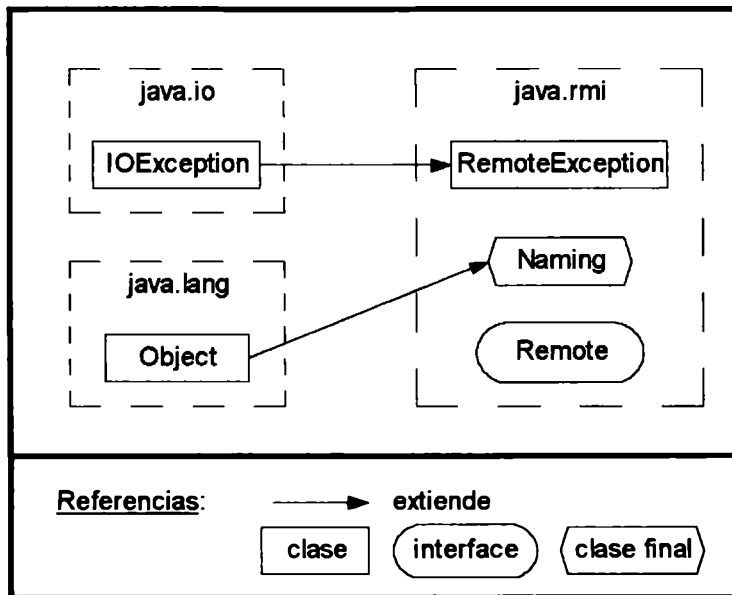 java.io
java.rmi
IOException
RemoteException
Naming
java.lang
Object
Remote
Referencias:
extiende
clase
interface
clase final